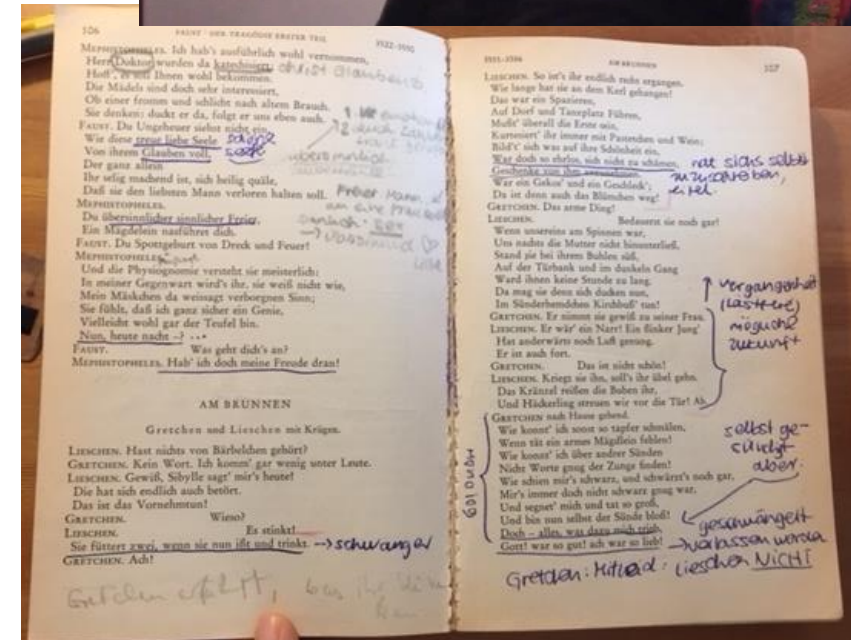 106
FAUST · DER TRAGÖDIE ERSTER TEIL
MEPHISTOPHELES. Ich hab's ausführlich wohl vernommen,
Herr Doktor wurden da katechisiert;
Hoff', es soll Ihnen wohl bekommen.
Die Mädels sind doch sehr interessiert,
Ob einer fromm und schlicht nach altem Brauch.
Sie denken: duckt er da, folgt er uns eben auch.
FAUST. Du Ungeheuer siehst nicht ein,
Wie diese treue liebe Seele
Von ihrem Glauben voll,
Der ganz allein
Ihr selig machend ist, sich heilig quäle,
Daß sie den liebsten Mann verloren halten soll.
MEPHISTOPHELES.
Du übersinnlicher sinnlicher Freier,
Ein Mägdelein nasführet dich.
FAUST. Du Spottgeburt von Dreck und Feuer!
MEPHISTOPHELES.
Und die Physiognomie versteht sie meisterlich:
In meiner Gegenwart wird's ihr, sie weiß nicht wie,
Mein Mäskchen da weissagt verborgnen Sinn;
Sie fühlt, daß ich ganz sicher ein Genie,
Vielleicht wohl gar der Teufel bin.
Nun, heute nacht –?
FAUST. Was geht dich's an?
MEPHISTOPHELES. Hab' ich doch meine Freude dran!
AM BRUNNEN
Gretchen und Lieschen mit Krügen.
LIESCHEN. Hast nichts von Bärbelchen gehört?
GRETCHEN. Kein Wort. Ich komm' gar wenig unter Leute.
LIESCHEN. Gewiß, Sibylle sagt' mir's heute!
Die hat sich endlich auch betört.
Das ist das Vornehmtun!
GRETCHEN. Wieso?
LIESCHEN. Es stinkt!
Sie füttert zwei, wenn sie nun ißt und trinkt. → schwanger
GRETCHEN. Ach!
Gretchen erfährt,
AM BRUNNEN
107
LIESCHEN. So ist's ihr endlich recht ergangen.
Wie lange hat sie an dem Kerl gehangen!
Das war ein Spazieren,
Auf Dorf und Tanzplatz Führen,
Mußt' überall die Erste sein,
Kurtesiert' ihr immer mit Pastetchen und Wein;
Bild't' sich was auf ihre Schönheit ein,
War doch so ehrlos, sich nicht zu schämen,
Geschenke von ihm anzunehmen.
War ein Gekos' und ein Geschleck';
Da ist denn auch das Blümchen weg!
GRETCHEN. Das arme Ding!
LIESCHEN. Bedauerst sie noch gar!
Wenn unsereins am Spinnen war,
Uns nachts die Mutter nicht hinunterließ,
Stand sie bei ihrem Buhlen süß,
Auf der Türbank und im dunkeln Gang
Ward ihnen keine Stunde zu lang.
Da mag sie denn sich ducken nun,
Im Sünderhemdchen Kirchbuß' tun!
GRETCHEN. Er nimmt sie gewiß zu seiner Frau.
LIESCHEN. Er wär' ein Narr! Ein flinker Jung'
Hat anderwärts noch Luft genung.
Er ist auch fort.
GRETCHEN. Das ist nicht schön!
LIESCHEN. Kriegt sie ihn, soll's ihr übel gehn.
Das Kränzel reißen die Buben ihr,
Und Häckerling streuen wir vor die Tür! Ab.
GRETCHEN nach Hause gehend.
Wie konnt' ich sonst so tapfer schmälen,
Wenn tät ein armes Mägdlein fehlen!
Wie konnt' ich über andrer Sünden
Nicht Worte gnug der Zunge finden!
Wie schien mir's schwarz, und schwärzt's noch gar,
Mir's immer doch nicht schwarz gnug war,
Und segnet' mich und tat so groß,
Und bin nun selbst der Sünde bloß!
Doch – alles, was dazu mich trieb,
Gott! war so gut! ach war so lieb!
hat sichs selbst
zuzuschreiben,
eitel.
Vergangenheit
(Lästerei)
mögliche
Zukunft
Monolog
selbst ge-
sündigt
aber.
geschwängert
→ verlassen worden
Gretchen: Mitleid: Lieschen NICHT